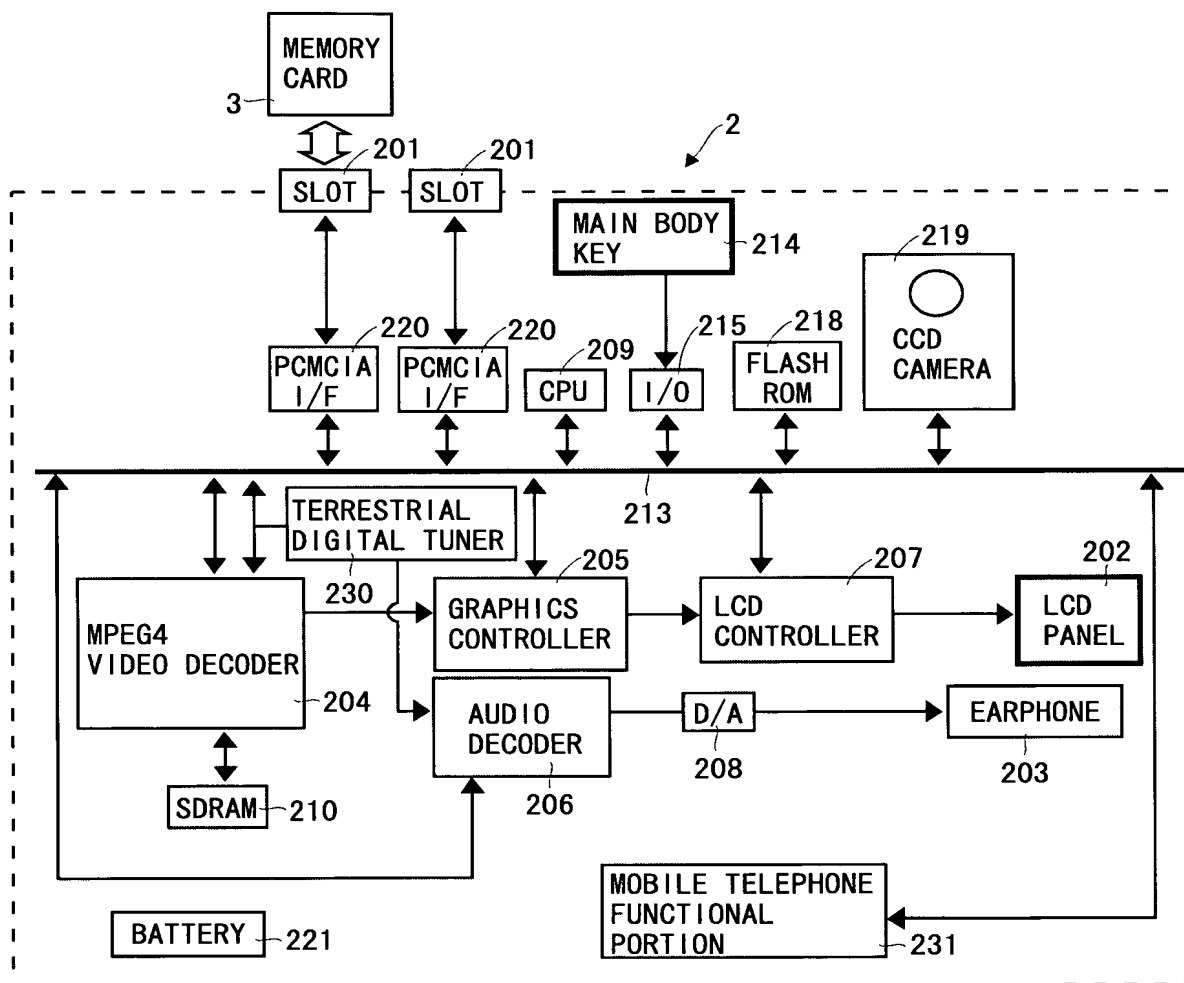 MEMORY
CARD
3
201
201
2
SLOT
SLOT
MAIN BODY
KEY
214
219
CCD
CAMERA
220
PCMCIA
I/F
220
PCMCIA
I/F
209
CPU
215
I/O
218
FLASH
ROM
213
TERRESTRIAL
DIGITAL TUNER
230
MPEG4
VIDEO DECODER
204
205
GRAPHICS
CONTROLLER
207
LCD
CONTROLLER
202
LCD
PANEL
AUDIO
DECODER
206
D/A
208
EARPHONE
203
SDRAM
210
MOBILE TELEPHONE
FUNCTIONAL
PORTION
231
BATTERY
221